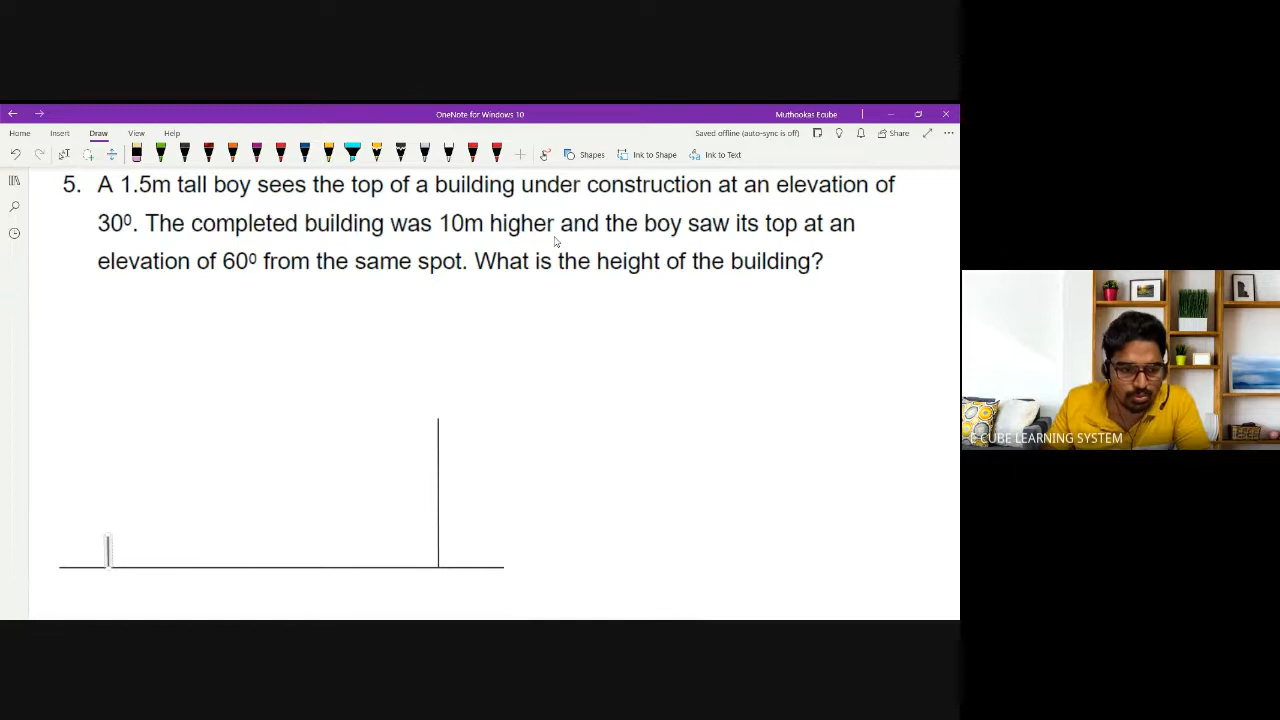 OneNote for Windows 10
Muthookas Ecube
Home Insert Draw View Help
Saved offline (auto-sync is off)
Share
Shapes
Ink to Shape
Ink to Text
5. A 1.5m tall boy sees the top of a building under construction at an elevation of
30⁰. The completed building was 10m higher and the boy saw its top at an
elevation of 60⁰ from the same spot. What is the height of the building?
E CUBE LEARNING SYSTEM